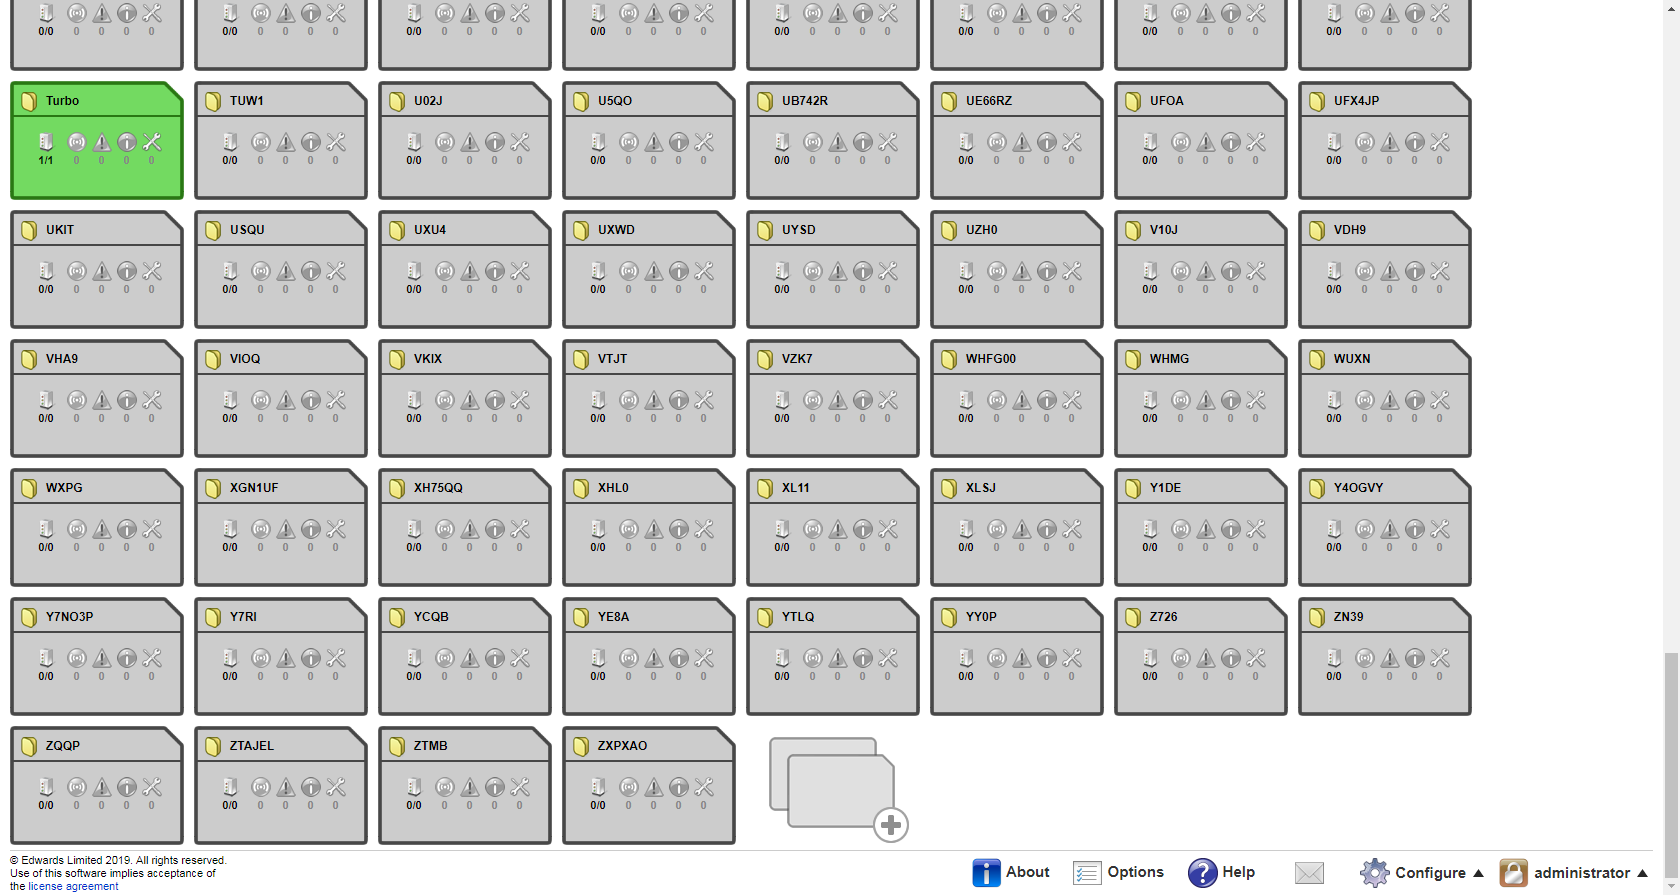 0/0 0 0 0 0 0/0 0 0 0 0 0/0 0 0 0 0 0/0 0 0 0 0 0/0 0 0 0 0 0/0 0 0 0 0 0/0 0 0 0 0 0/0 0 0 0 0
Turbo TUW1 U02J U5QO UB742R UE66RZ UFOA UFX4JP
1/1 0 0 0 0 0/0 0 0 0 0 0/0 0 0 0 0 0/0 0 0 0 0 0/0 0 0 0 0 0/0 0 0 0 0 0/0 0 0 0 0 0/0 0 0 0 0
UKIT USQU UXU4 UXWD UYSD UZH0 V10J VDH9
0/0 0 0 0 0 0/0 0 0 0 0 0/0 0 0 0 0 0/0 0 0 0 0 0/0 0 0 0 0 0/0 0 0 0 0 0/0 0 0 0 0 0/0 0 0 0 0
VHA9 VIOQ VKIX VTJT VZK7 WHFG00 WHMG WUXN
0/0 0 0 0 0 0/0 0 0 0 0 0/0 0 0 0 0 0/0 0 0 0 0 0/0 0 0 0 0 0/0 0 0 0 0 0/0 0 0 0 0 0/0 0 0 0 0
WXPG XGN1UF XH75QQ XHL0 XL11 XLSJ Y1DE Y4OGVY
0/0 0 0 0 0 0/0 0 0 0 0 0/0 0 0 0 0 0/0 0 0 0 0 0/0 0 0 0 0 0/0 0 0 0 0 0/0 0 0 0 0 0/0 0 0 0 0
Y7NO3P Y7RI YCQB YE8A YTLQ YY0P Z726 ZN39
0/0 0 0 0 0 0/0 0 0 0 0 0/0 0 0 0 0 0/0 0 0 0 0 0/0 0 0 0 0 0/0 0 0 0 0 0/0 0 0 0 0 0/0 0 0 0 0
ZQQP ZTAJEL ZTMB ZXPXAO
0/0 0 0 0 0 0/0 0 0 0 0 0/0 0 0 0 0 0/0 0 0 0 0
© Edwards Limited 2019. All rights reserved.
Use of this software implies acceptance of
the license agreement
About Options Help Configure administrator